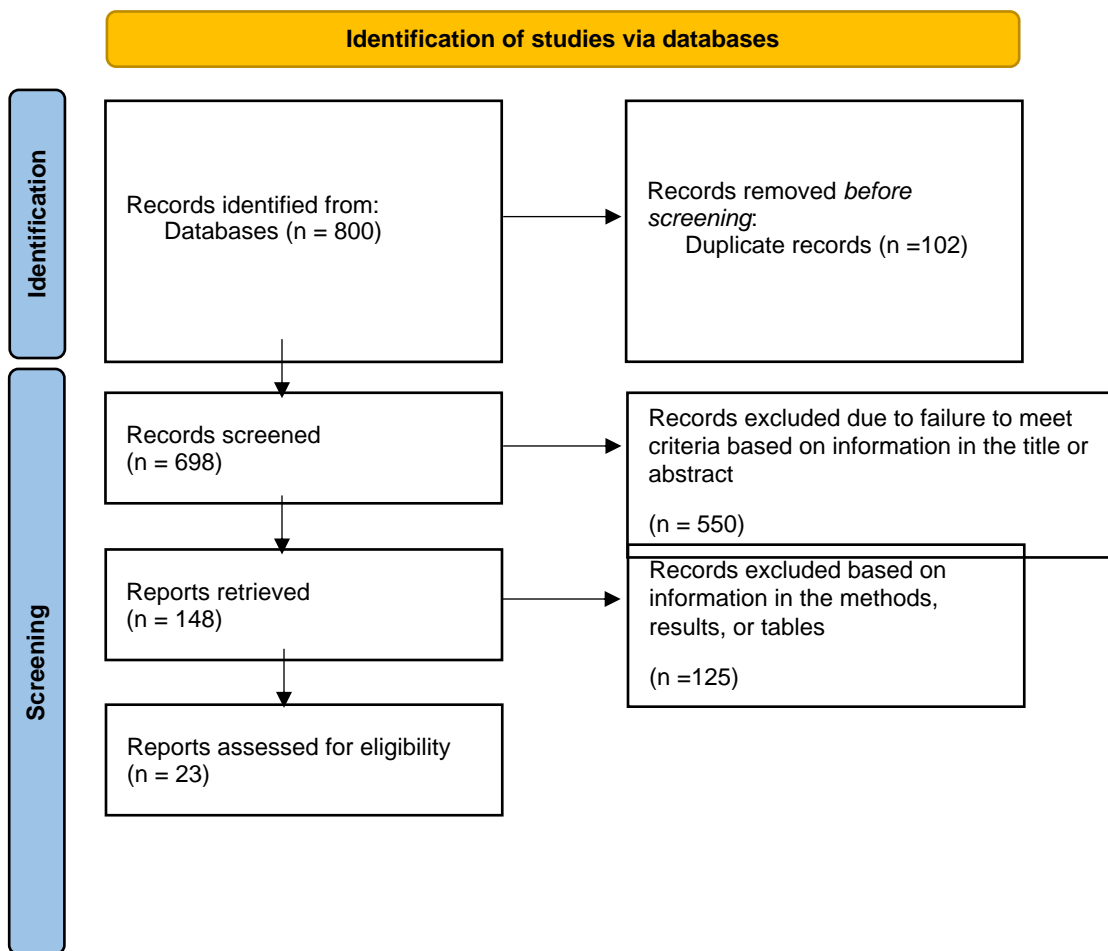 Identification of studies via databases
Identification
Records identified from:
Databases (n = 800)
Records removed before
screening:
Duplicate records (n =102)
Screening
Records screened
(n = 698)
Records excluded due to failure to meet
criteria based on information in the title or
abstract
(n = 550)
Reports retrieved
(n = 148)
Records excluded based on
information in the methods,
results, or tables
(n =125)
Reports assessed for eligibility
(n = 23)